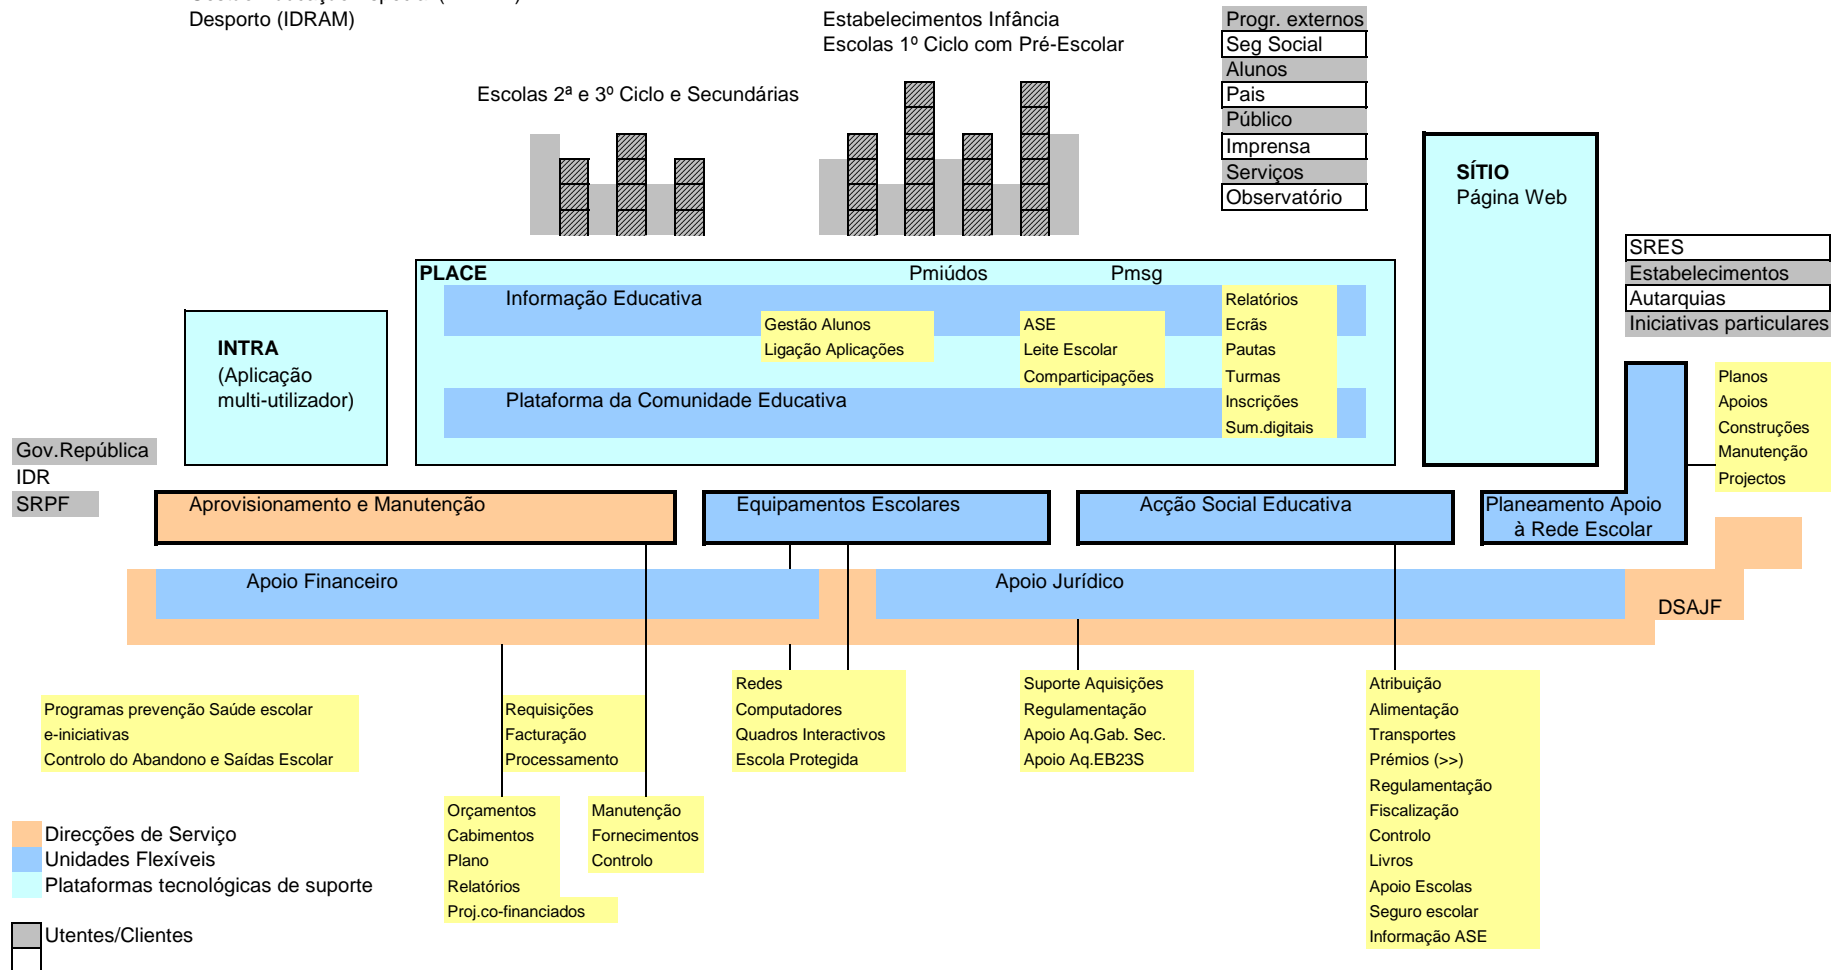 Desporto (IDRAM)
Estabelecimentos Infância
Escolas 1º Ciclo com Pré-Escolar
Escolas 2ª e 3º Ciclo e Secundárias
Progr. externos
Seg Social
Alunos
Pais
Público
Imprensa
Serviços
Observatório
SÍTIO
Página Web
SRES
Estabelecimentos
Autarquias
Iniciativas particulares
PLACE
Pmiúdos
Pmsg
Informação Educativa
Gestão Alunos
Ligação Aplicações
ASE
Leite Escolar
Comparticipações
Relatórios
Ecrãs
Pautas
Turmas
Inscrições
Sum.digitais
Plataforma da Comunidade Educativa
INTRA
(Aplicação
multi-utilizador)
Planos
Apoios
Construções
Manutenção
Projectos
Gov.República
IDR
SRPF
Aprovisionamento e Manutenção
Equipamentos Escolares
Acção Social Educativa
Planeamento Apoio
à Rede Escolar
Apoio Financeiro
Apoio Jurídico
DSAJF
Programas prevenção Saúde escolar
e-iniciativas
Controlo do Abandono e Saídas Escolar
Requisições
Facturação
Processamento
Redes
Computadores
Quadros Interactivos
Escola Protegida
Suporte Aquisições
Regulamentação
Apoio Aq.Gab. Sec.
Apoio Aq.EB23S
Atribuição
Alimentação
Transportes
Prémios (>>)
Regulamentação
Fiscalização
Controlo
Livros
Apoio Escolas
Seguro escolar
Informação ASE
Orçamentos
Cabimentos
Plano
Relatórios
Proj.co-financiados
Manutenção
Fornecimentos
Controlo
Direcções de Serviço
Unidades Flexíveis
Plataformas tecnológicas de suporte
Utentes/Clientes